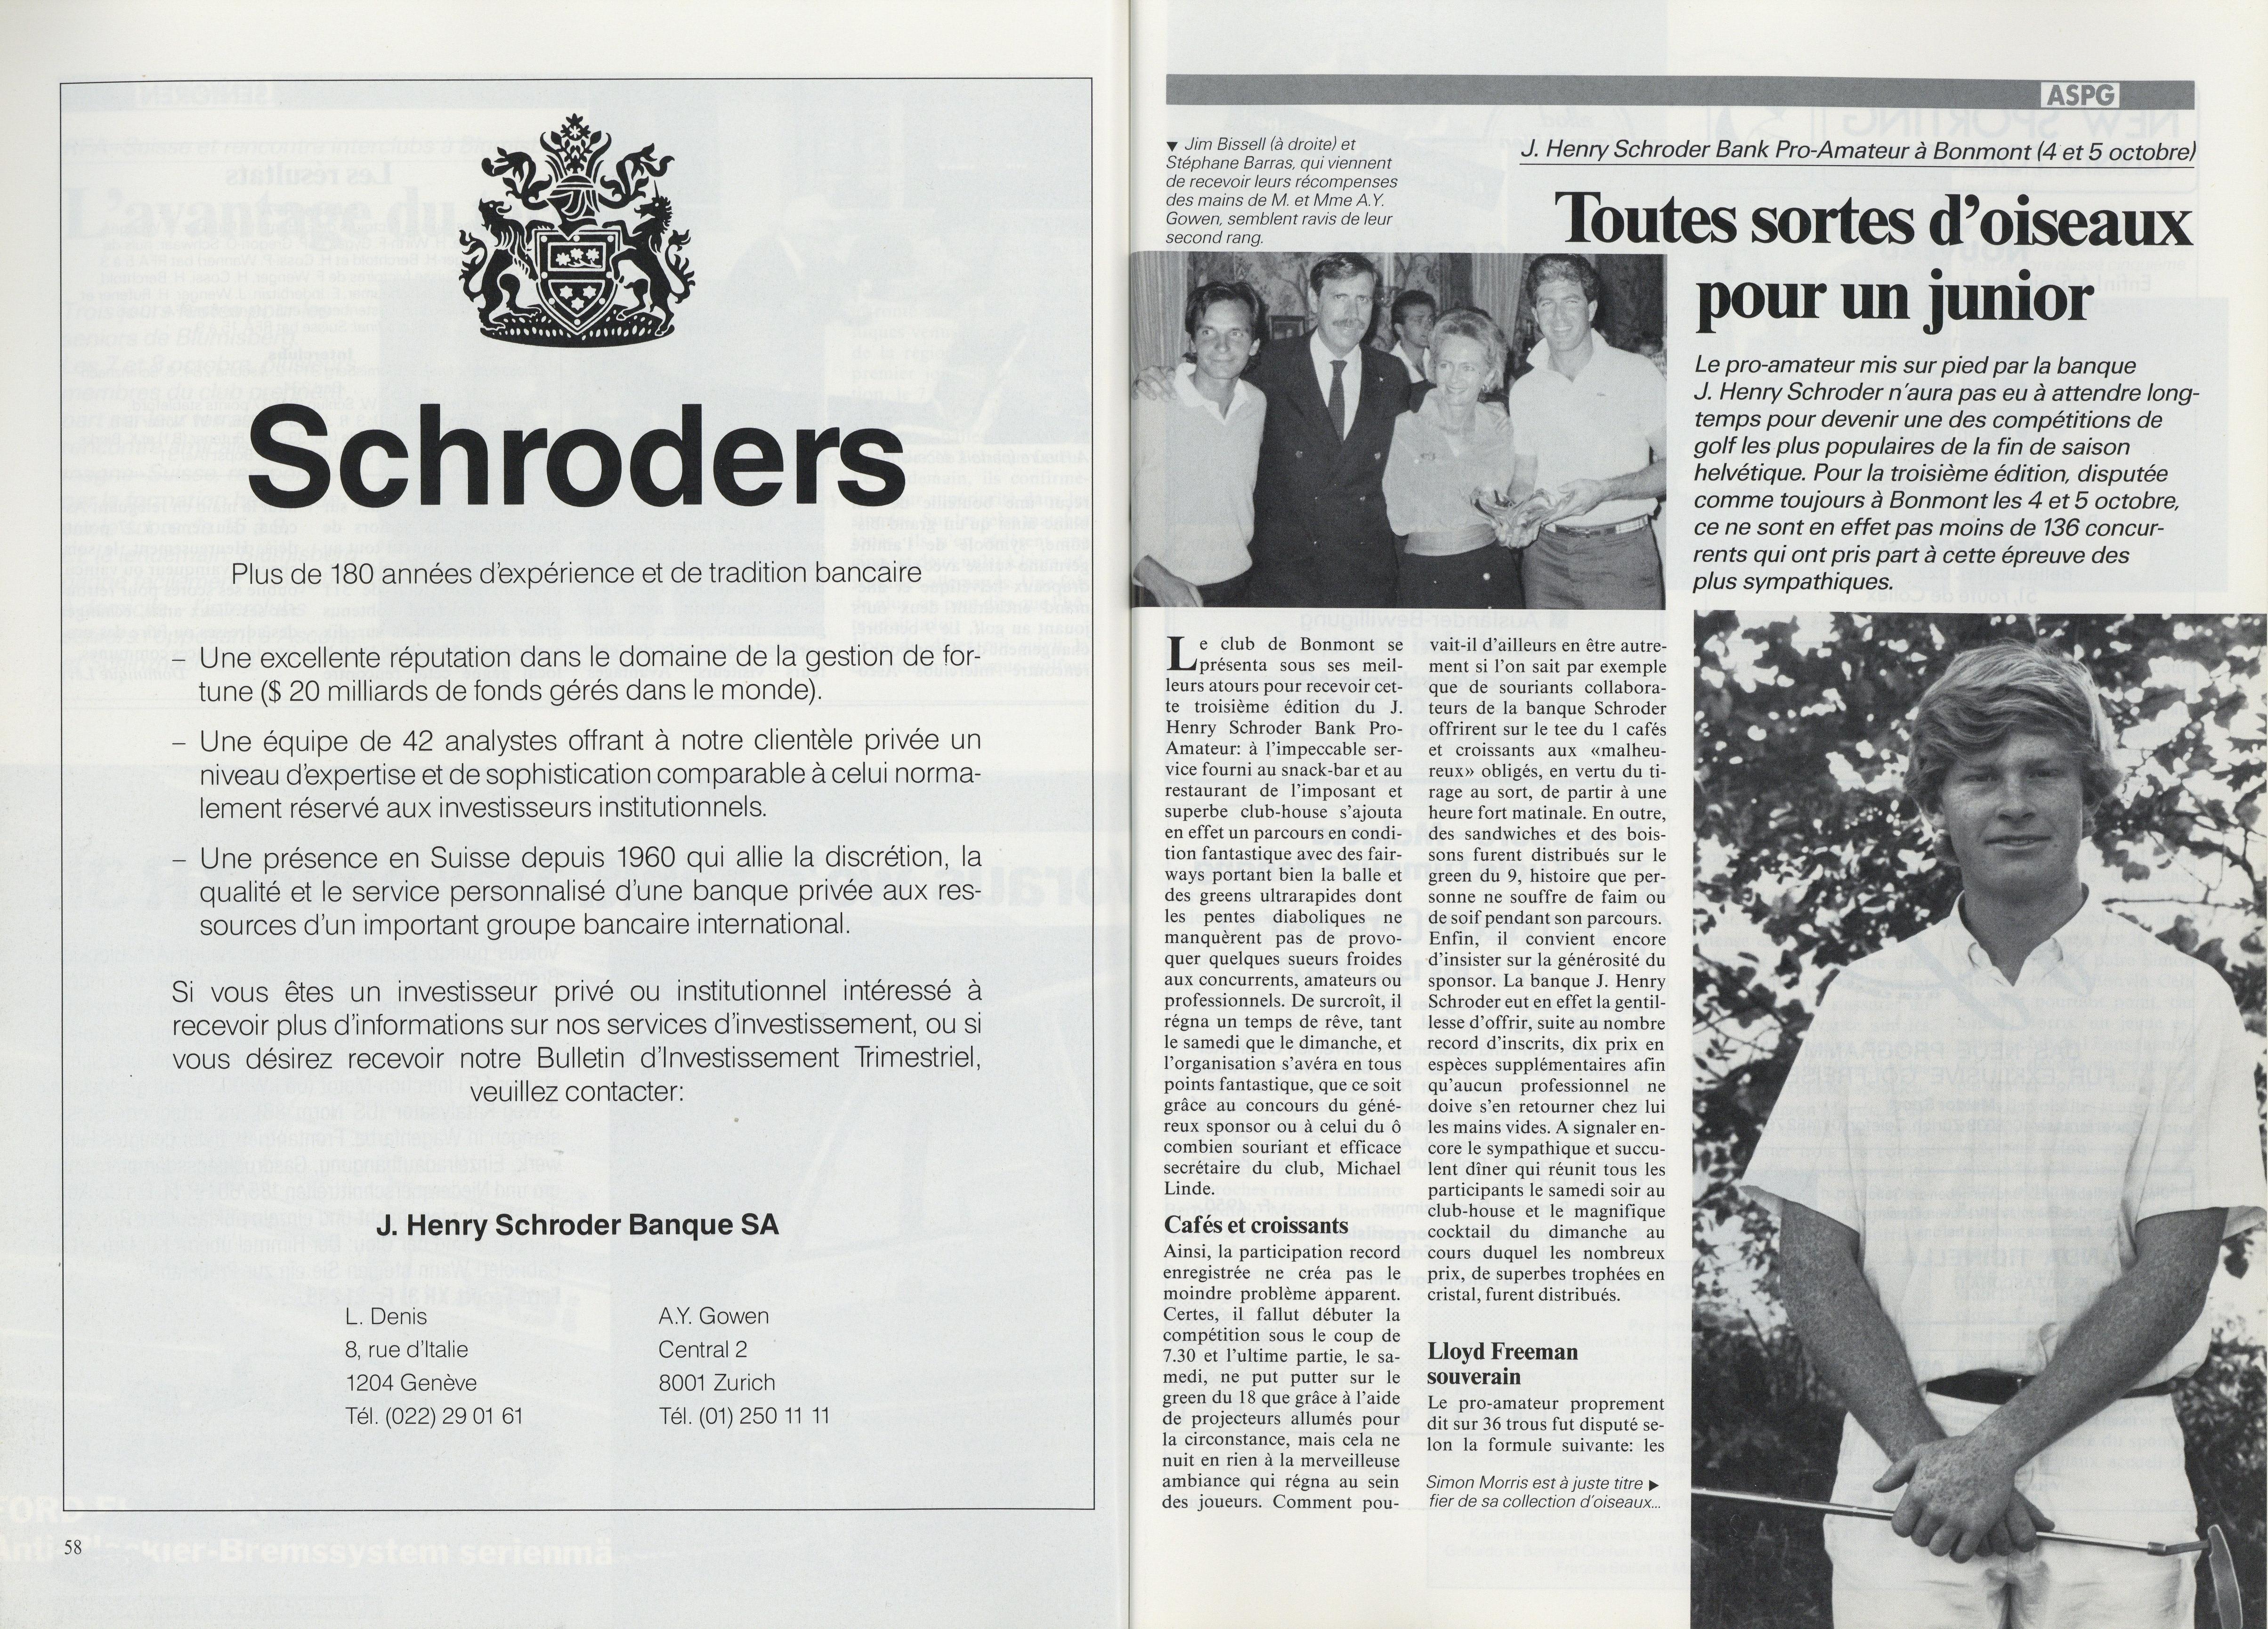 Schroders
Plus de 180 années d'expérience et de tradition bancaire
– Une excellente réputation dans le domaine de la gestion de for-
tune ($ 20 milliards de fonds gérés dans le monde).
– Une équipe de 42 analystes offrant à notre clientèle privée un
niveau d'expertise et de sophistication comparable à celui norma-
lement réservé aux investisseurs institutionnels.
– Une présence en Suisse depuis 1960 qui allie la discrétion, la
qualité et le service personnalisé d'une banque privée aux res-
sources d'un important groupe bancaire international.
Si vous êtes un investisseur privé ou institutionnel intéressé à
recevoir plus d'informations sur nos services d'investissement, ou si
vous désirez recevoir notre Bulletin d'Investissement Trimestriel,
veuillez contacter:
J. Henry Schroder Banque SA
L. Denis
8, rue d'Italie
1204 Genève
Tél. (022) 29 01 61
A.Y. Gowen
Central 2
8001 Zurich
Tél. (01) 250 11 11
58
ASPG
▼ Jim Bissell (à droite) et
Stéphane Barras, qui viennent
de recevoir leurs récompenses
des mains de M. et Mme A.Y.
Gowen, semblent ravis de leur
second rang.
J. Henry Schroder Bank Pro-Amateur à Bonmont (4 et 5 octobre)
Toutes sortes d'oiseaux
pour un junior
Le pro-amateur mis sur pied par la banque
J. Henry Schroder n'aura pas eu à attendre long-
temps pour devenir une des compétitions de
golf les plus populaires de la fin de saison
helvétique. Pour la troisième édition, disputée
comme toujours à Bonmont les 4 et 5 octobre,
ce ne sont en effet pas moins de 136 concur-
rents qui ont pris part à cette épreuve des
plus sympathiques.
Le club de Bonmont se
présenta sous ses meil-
leurs atours pour recevoir cet-
te troisième édition du J.
Henry Schroder Bank Pro-
Amateur: à l'impeccable ser-
vice fourni au snack-bar et au
restaurant de l'imposant et
superbe club-house s'ajouta
en effet un parcours en condi-
tion fantastique avec des fair-
ways portant bien la balle et
des greens ultrarapides dont
les pentes diaboliques ne
manquèrent pas de provo-
quer quelques sueurs froides
aux concurrents, amateurs ou
professionnels. De surcroît, il
régna un temps de rêve, tant
le samedi que le dimanche, et
l'organisation s'avéra en tous
points fantastique, que ce soit
grâce au concours du géné-
reux sponsor ou à celui du ô
combien souriant et efficace
secrétaire du club, Michael
Linde.
Cafés et croissants
Ainsi, la participation record
enregistrée ne créa pas le
moindre problème apparent.
Certes, il fallut débuter la
compétition sous le coup de
7.30 et l'ultime partie, le sa-
medi, ne put putter sur le
green du 18 que grâce à l'aide
de projecteurs allumés pour
la circonstance, mais cela ne
nuit en rien à la merveilleuse
ambiance qui régna au sein
des joueurs. Comment pou-
vait-il d'ailleurs en être autre-
ment si l'on sait par exemple
que de souriants collabora-
teurs de la banque Schroder
offrirent sur le tee du 1 cafés
et croissants aux «malheu-
reux» obligés, en vertu du ti-
rage au sort, de partir à une
heure fort matinale. En outre,
des sandwiches et des bois-
sons furent distribués sur le
green du 9, histoire que per-
sonne ne souffre de faim ou
de soif pendant son parcours.
Enfin, il convient encore
d'insister sur la générosité du
sponsor. La banque J. Henry
Schroder eut en effet la gentil-
lesse d'offrir, suite au nombre
record d'inscrits, dix prix en
espèces supplémentaires afin
qu'aucun professionnel ne
doive s'en retourner chez lui
les mains vides. A signaler en-
core le sympathique et succu-
lent dîner qui réunit tous les
participants le samedi soir au
club-house et le magnifique
cocktail du dimanche au
cours duquel les nombreux
prix, de superbes trophées en
cristal, furent distribués.
Lloyd Freeman
souverain
Le pro-amateur proprement
dit sur 36 trous fut disputé se-
lon la formule suivante: les
Simon Morris est à juste titre ►
fier de sa collection d'oiseaux...